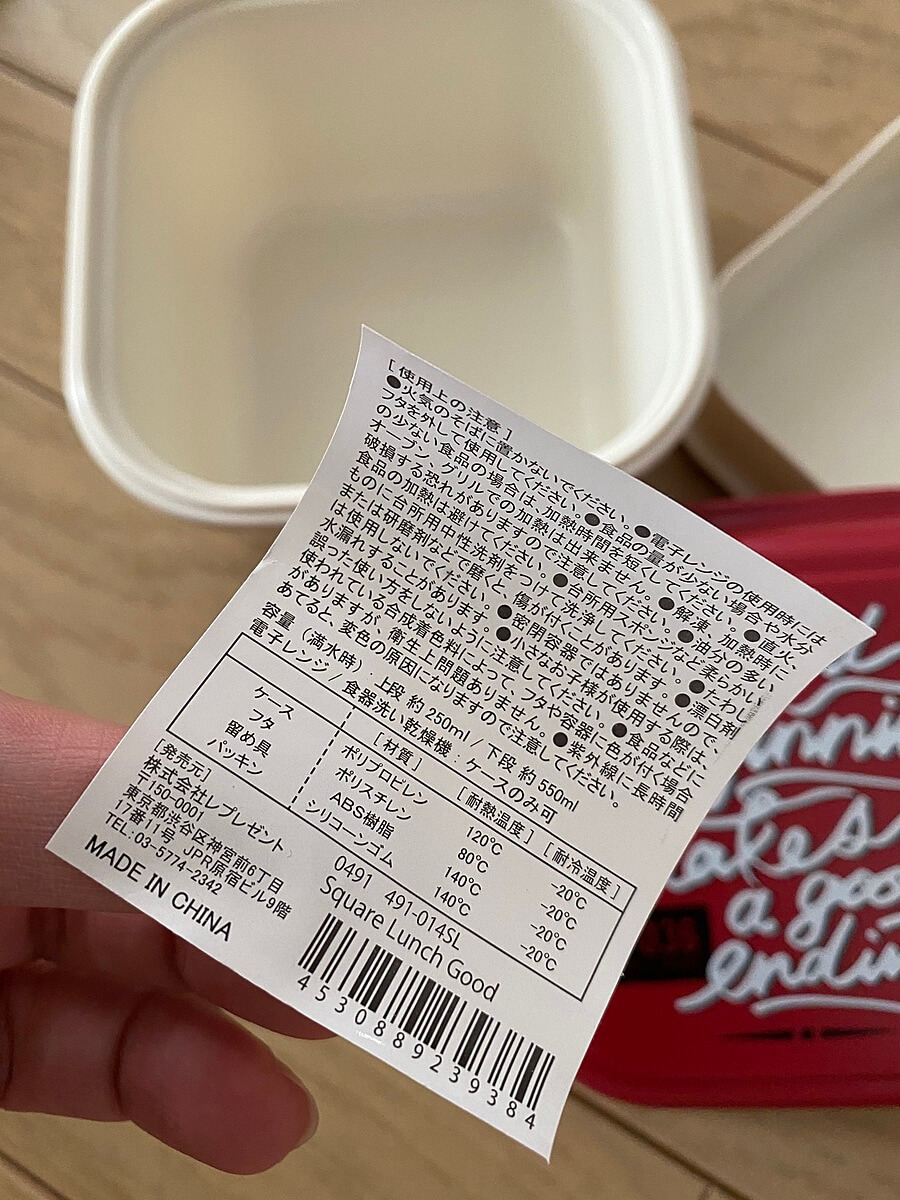 [使用上の注意]
●火気のそばに置かないでください。●電子レンジの使用時には
フタを外して使用してください。●食品の量が少ない場合や水分
の少ない食品の場合は、加熱時間を短くしてください。●直火、
オーブン、グリルでの加熱は出来ません。●解凍、加熱時に
破損する恐れがありますので注意してください。●油分の多い
食品の加熱は避けてください。●台所用スポンジなど柔らかい
ものに台所用中性洗剤をつけて洗浄してください。●たわし
または研磨剤などで磨くと、傷が付くことがあります。●漂白剤
は使用しないでください。●密閉容器ではありませんので、
水漏れすることがあります。●小さなお子様が使用する際は、
誤った使い方をしないように注意してください。●食品などに
使われている合成着色料によって、フタや容器に色が付く場合
がありますが、衛生上問題ありません。●紫外線に長時間
あてると、変色の原因になりますので注意してください。
容量(満水時):上段 約250ml / 下段 約550ml
電子レンジ / 食器洗い乾燥機:ケースのみ可
[材質] [耐熱温度] [耐冷温度]
ケース ポリプロピレン 120℃ -20℃
フタ ポリスチレン 80℃ -20℃
留め具 ABS樹脂 140℃ -20℃
パッキン シリコーンゴム 140℃ -20℃
[発売元]
株式会社レプレゼント
〒150-0001
東京都渋谷区神宮前6丁目
17番11号 JPR原宿ビル9階
TEL:03-5774-2342
MADE IN CHINA
0491 491-014SL
Square Lunch Good
4530889239384
makes
a good
ending